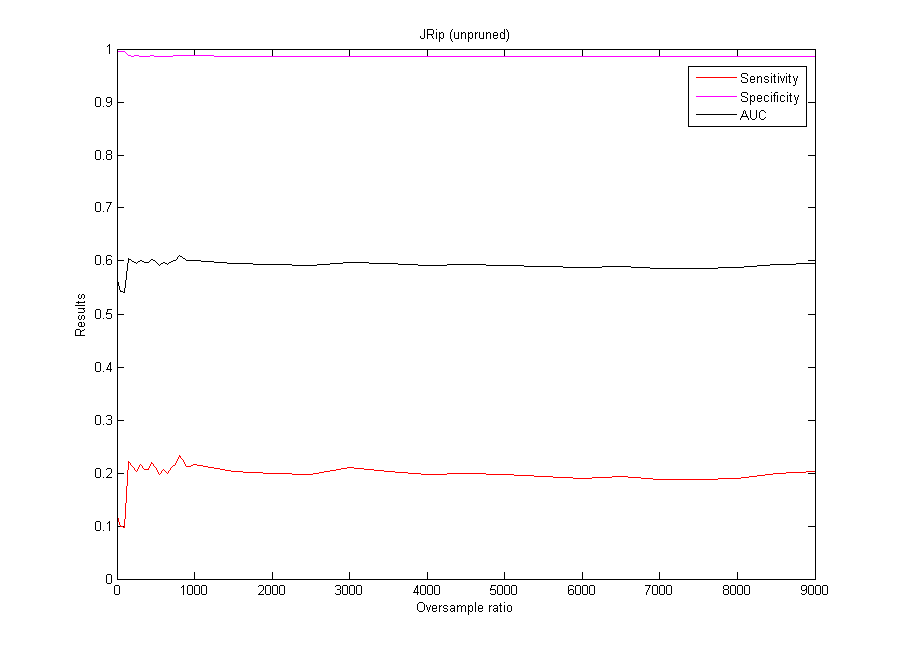 JRip (unpruned)
1
0.9
0.8
0.7
0.6
0.5
0.4
0.3
0.2
0.1
0
Results
Sensitivity
Specificity
AUC
0 1000 2000 3000 4000 5000 6000 7000 8000 9000
Oversample ratio